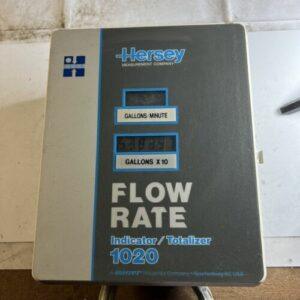 Hersey
MEASUREMENT COMPANY
GALLONS/MINUTE
GALLONS X 10
FLOW
RATE
Indicator/Totalizer
1020